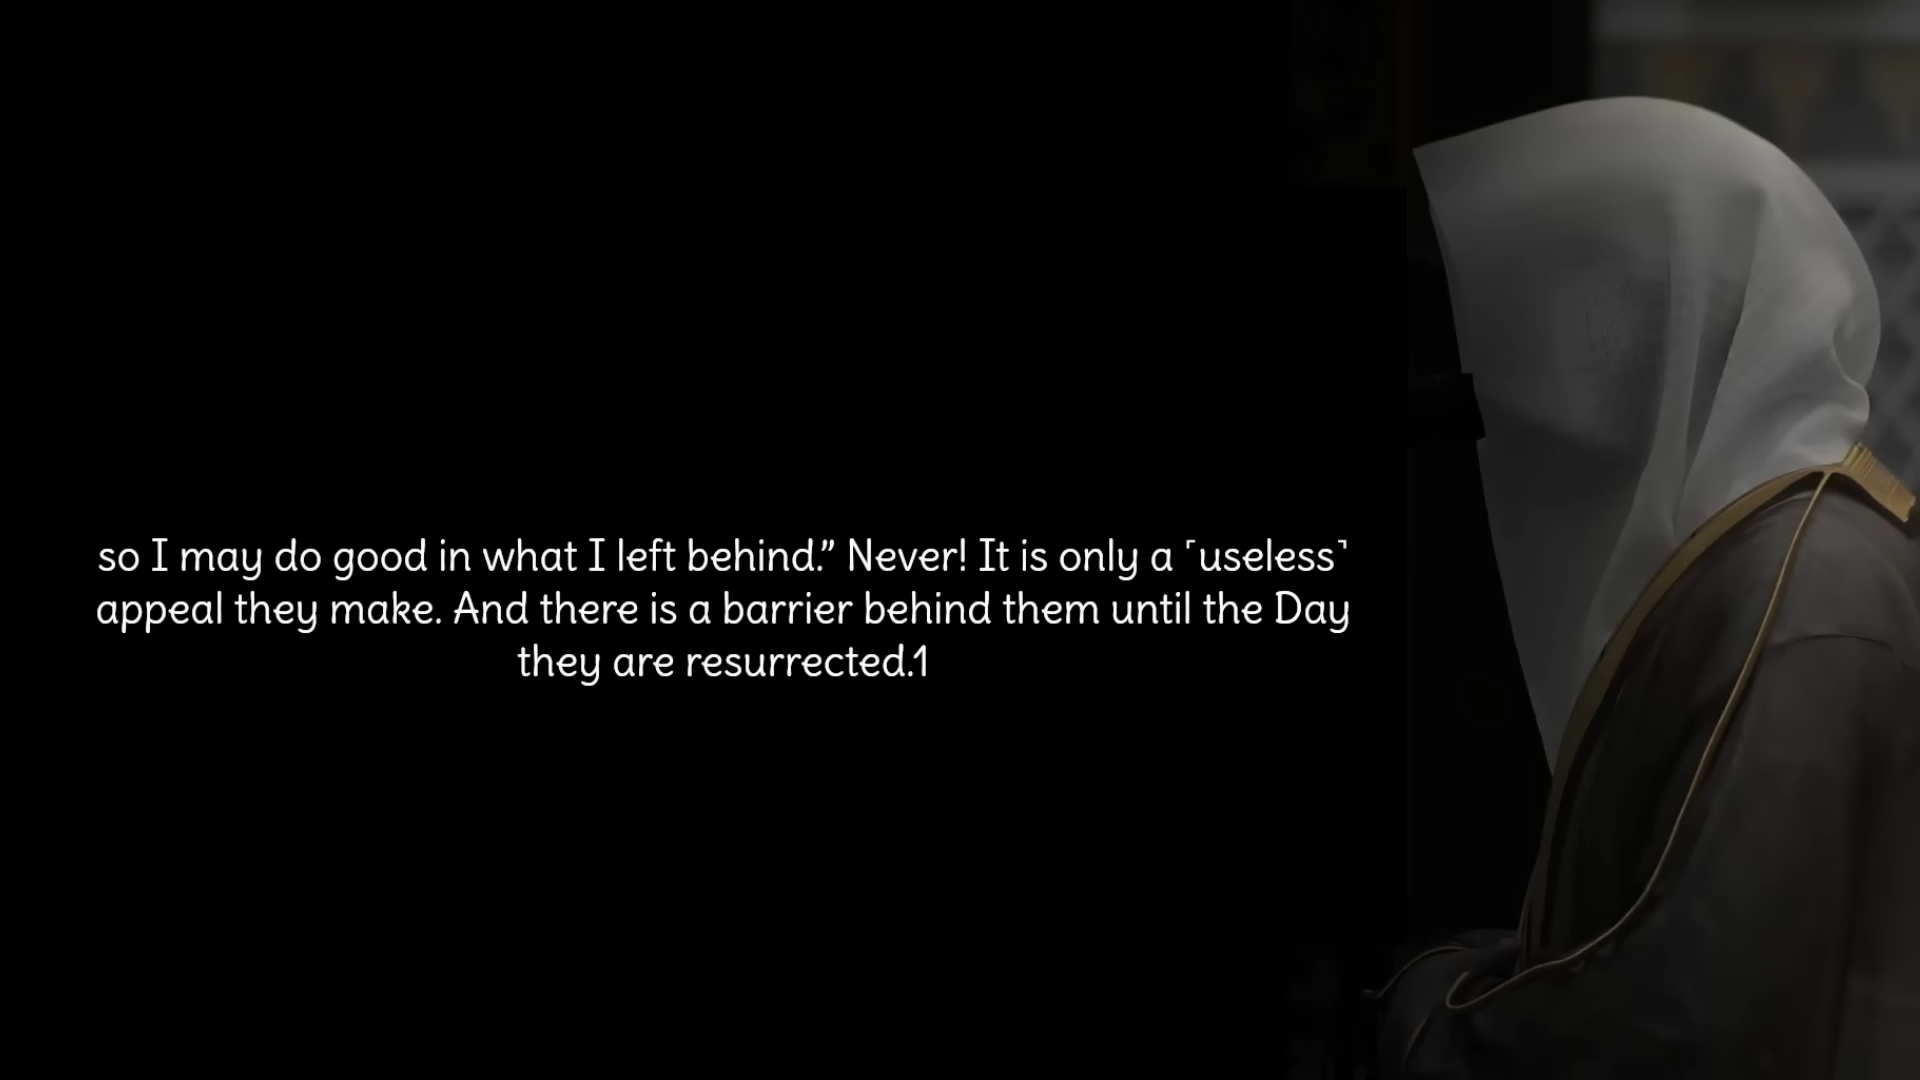 so I may do good in what I left behind.” Never! It is only a ˹useless˺
appeal they make. And there is a barrier behind them until the Day
they are resurrected.1